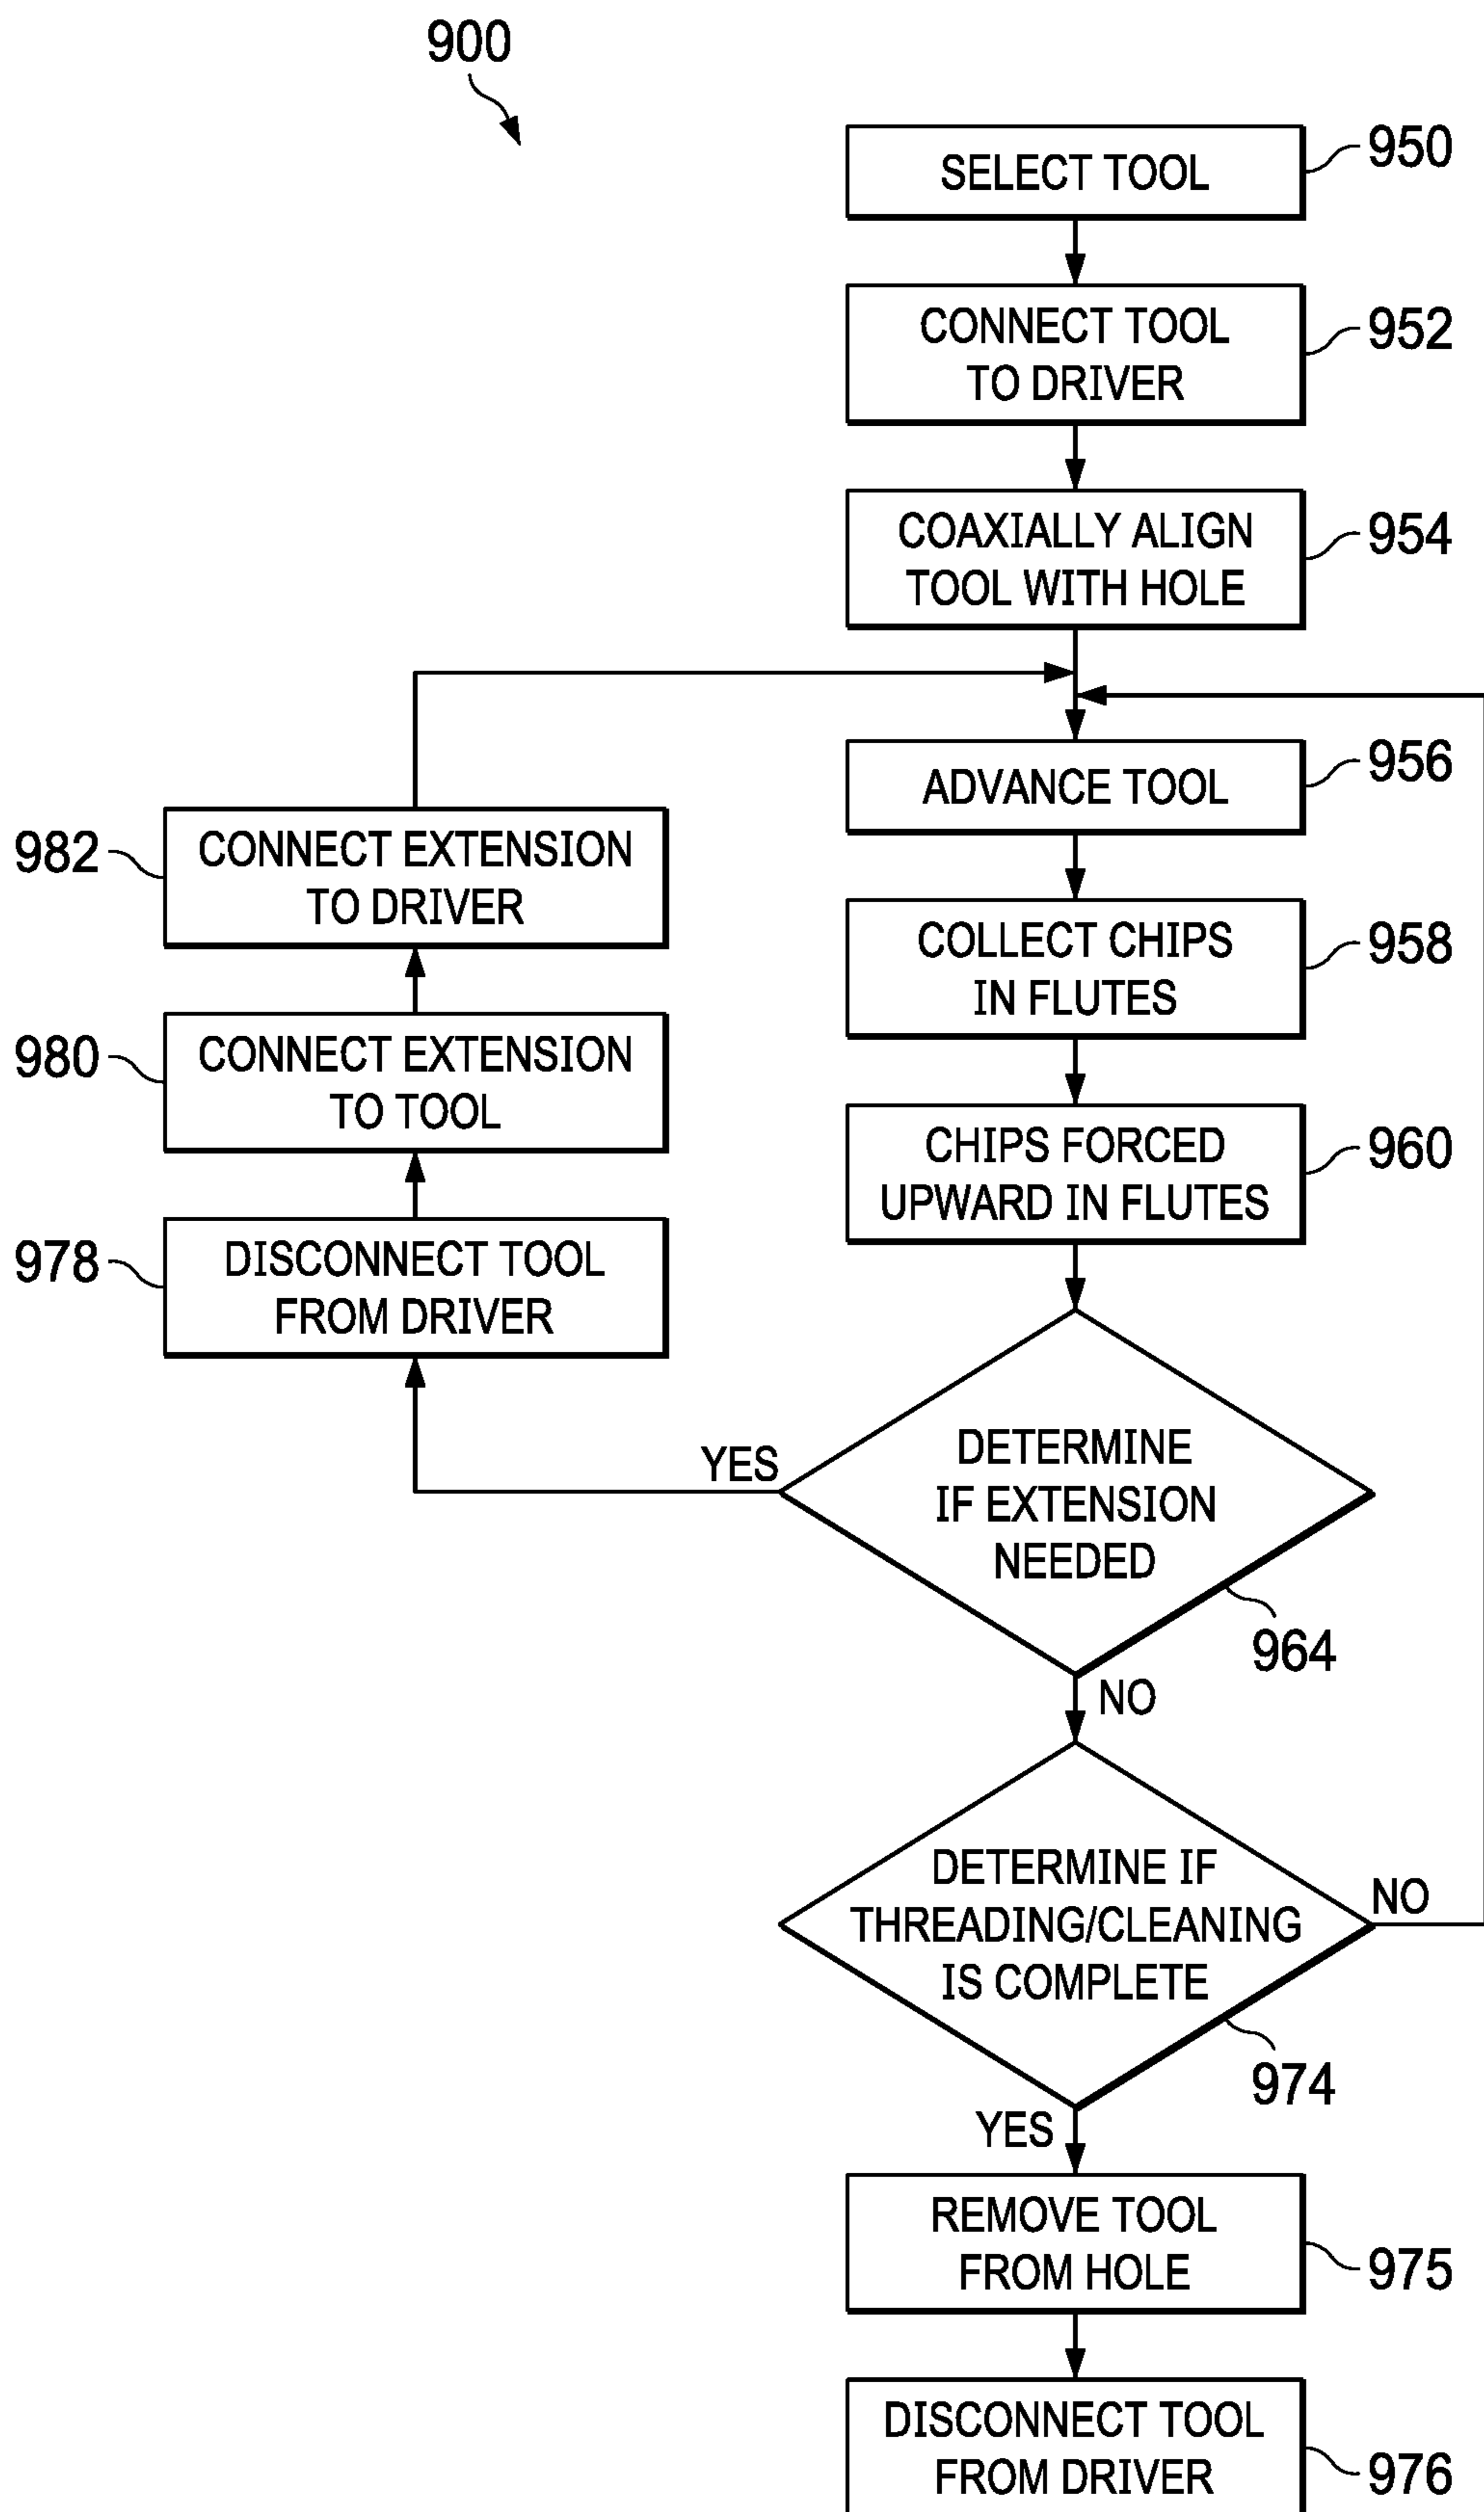 900
SELECT TOOL
950
CONNECT TOOL
TO DRIVER
952
COAXIALLY ALIGN
TOOL WITH HOLE
954
ADVANCE TOOL
956
COLLECT CHIPS
IN FLUTES
958
CHIPS FORCED
UPWARD IN FLUTES
960
DETERMINE
IF EXTENSION
NEEDED
964
YES
NO
978
DISCONNECT TOOL
FROM DRIVER
980
CONNECT EXTENSION
TO TOOL
982
CONNECT EXTENSION
TO DRIVER
DETERMINE IF
THREADING/CLEANING
IS COMPLETE
974
NO
YES
REMOVE TOOL
FROM HOLE
975
DISCONNECT TOOL
FROM DRIVER
976